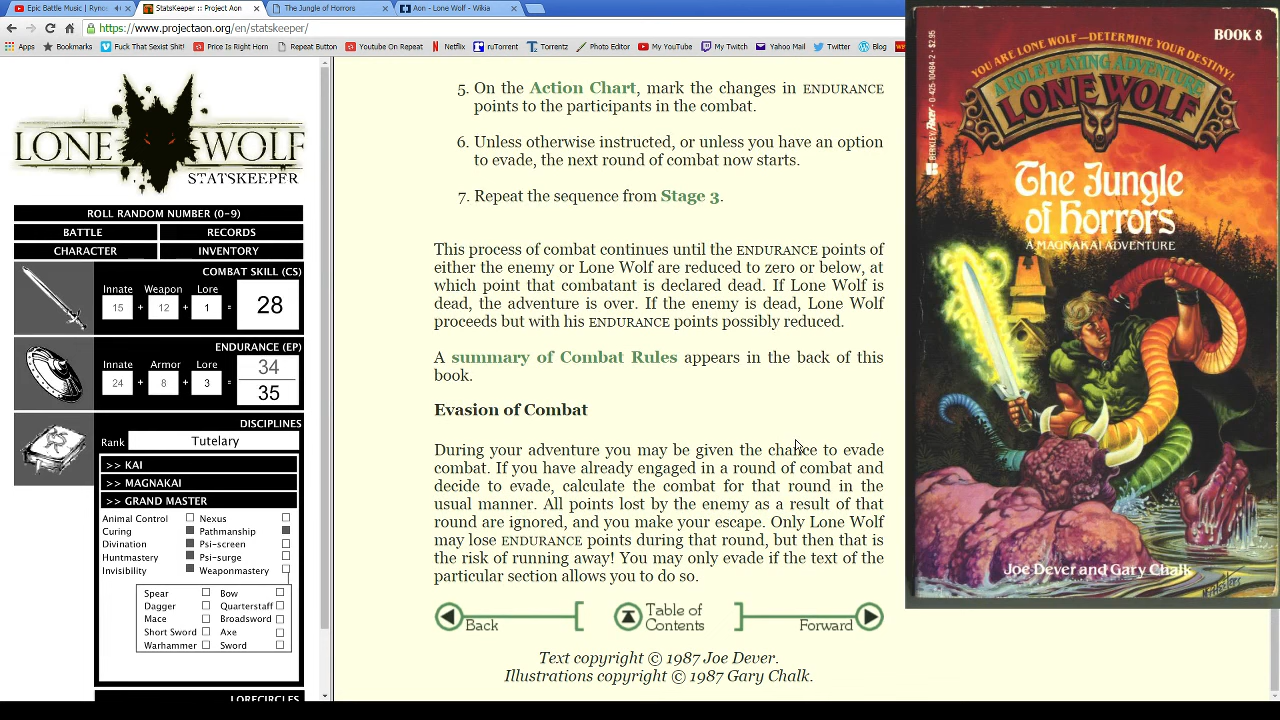 Epic Battle Music | Ryno
StatsKeeper :: Project Aon
The Jungle of Horrors
Aon - Lone Wolf - Wikia
https://www.projectaon.org/en/statskeeper/
Apps
Bookmarks
Fuck That Sexist Shit!
Price is Right Horn
Repeat Button
Youtube On Repeat
Netflix
ruTorrent
Torrentz
Photo Editor
My YouTube
My Twitch
Yahoo Mail
Twitter
Blog
LONE WOLF
STATSKEEPER
ROLL RANDOM NUMBER (0-9)
BATTLE
RECORDS
CHARACTER
INVENTORY
COMBAT SKILL (CS)
Innate Weapon Lore
15 + 12 + 1 = 28
ENDURANCE (EP)
Innate Armor Lore
24 + 8 + 3 =
34
35
DISCIPLINES
Rank Tutelary
>> KAI
>> MAGNAKAI
>> GRAND MASTER
Animal Control Nexus
Curing Pathmanship
Divination Psi-screen
Huntmastery Psi-surge
Invisibility Weaponmastery
Spear Bow
Dagger Quarterstaff
Mace Broadsword
Short Sword Axe
Warhammer Sword
LORECIRCLES
5. On the Action Chart, mark the changes in ENDURANCE
points to the participants in the combat.
6. Unless otherwise instructed, or unless you have an option
to evade, the next round of combat now starts.
7. Repeat the sequence from Stage 3.
This process of combat continues until the ENDURANCE points of
either the enemy or Lone Wolf are reduced to zero or below, at
which point that combatant is declared dead. If Lone Wolf is
dead, the adventure is over. If the enemy is dead, Lone Wolf
proceeds but with his ENDURANCE points possibly reduced.
A summary of Combat Rules appears in the back of this
book.
Evasion of Combat
During your adventure you may be given the chance to evade
combat. If you have already engaged in a round of combat and
decide to evade, calculate the combat for that round in the
usual manner. All points lost by the enemy as a result of that
round are ignored, and you make your escape. Only Lone Wolf
may lose ENDURANCE points during that round, but then that is
the risk of running away! You may only evade if the text of the
particular section allows you to do so.
Back
Table of
Contents
Forward
Text copyright © 1987 Joe Dever.
Illustrations copyright © 1987 Gary Chalk.
BOOK 8
YOU ARE LONE WOLF—DETERMINE YOUR DESTINY!
A ROLE PLAYING ADVENTURE
LONE WOLF
The Jungle
of Horrors
A MAGNAKAI ADVENTURE
BERKLEY/Pacer/0-425-10484-2 • $2.95
Joe Dever and Gary Chalk